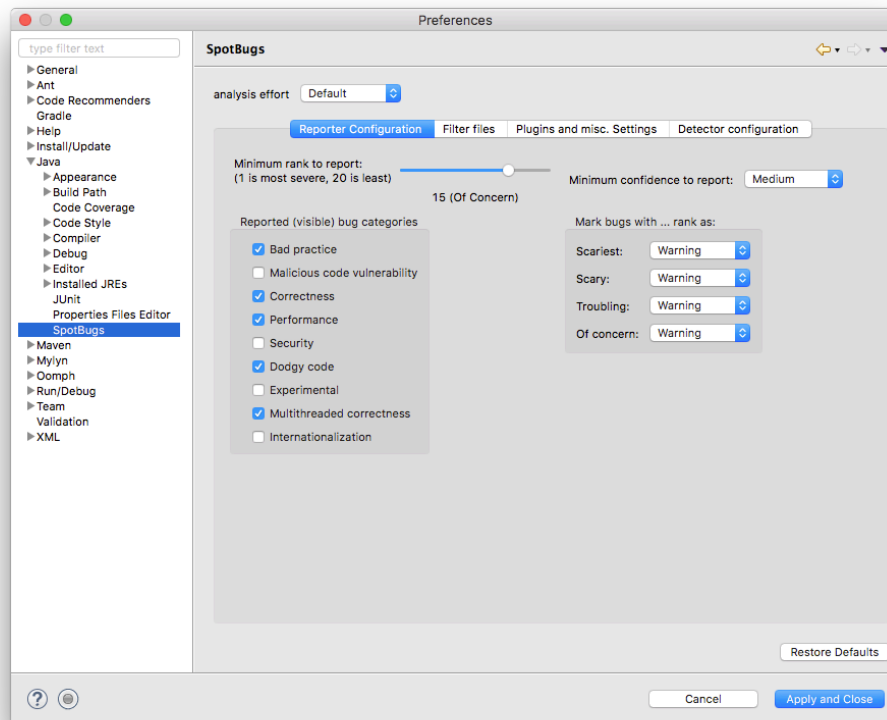 Preferences
type filter text
General
Ant
Code Recommenders
Gradle
Help
Install/Update
Java
Appearance
Build Path
Code Coverage
Code Style
Compiler
Debug
Editor
Installed JREs
JUnit
Properties Files Editor
SpotBugs
Maven
Mylyn
Oomph
Run/Debug
Team
Validation
XML
SpotBugs
analysis effort Default
Reporter Configuration Filter files Plugins and misc. Settings Detector configuration
Minimum rank to report:
(1 is most severe, 20 is least)
15 (Of Concern)
Minimum confidence to report: Medium
Reported (visible) bug categories
Bad practice
Malicious code vulnerability
Correctness
Performance
Security
Dodgy code
Experimental
Multithreaded correctness
Internationalization
Mark bugs with ... rank as:
Scariest: Warning
Scary: Warning
Troubling: Warning
Of concern: Warning
Restore Defaults
?
Cancel Apply and Close